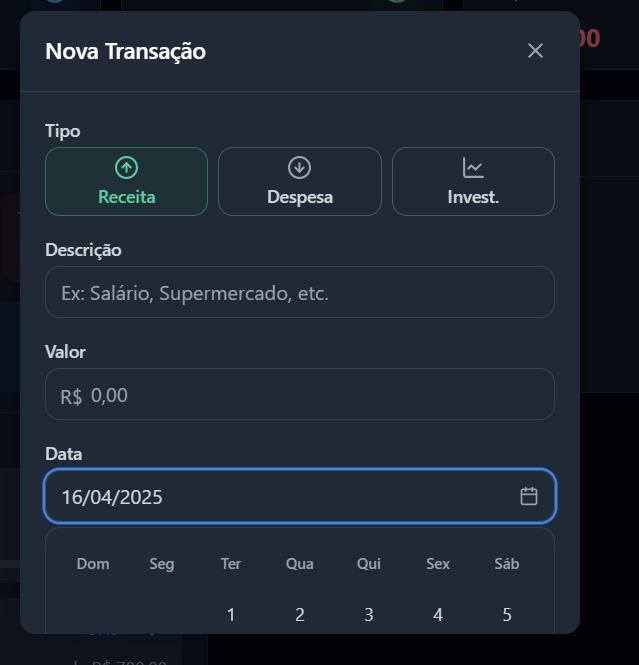 Nova Transação
00
Tipo
Receita Despesa Invest.
Descrição
Ex: Salário, Supermercado, etc.
Valor
R$ 0,00
Data
16/04/2025
Dom Seg Ter Qua Qui Sex Sáb
1 2 3 4 5